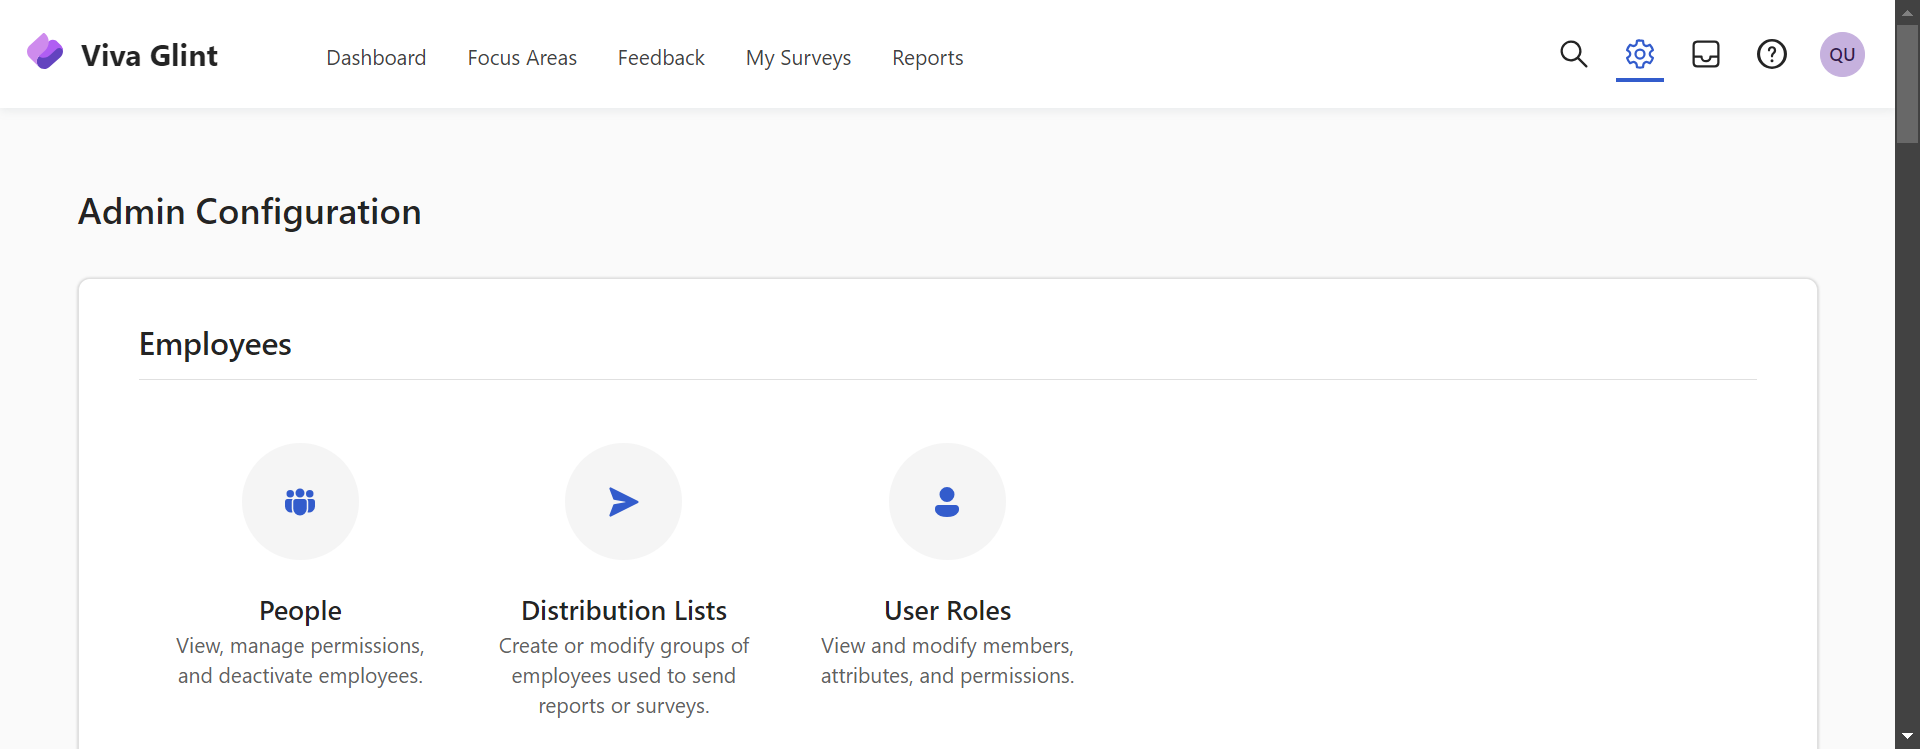 Viva Glint
Dashboard
Focus Areas
Feedback
My Surveys
Reports
QU
Admin Configuration
Employees
People
View, manage permissions,
and deactivate employees.
Distribution Lists
Create or modify groups of
employees used to send
reports or surveys.
User Roles
View and modify members,
attributes, and permissions.